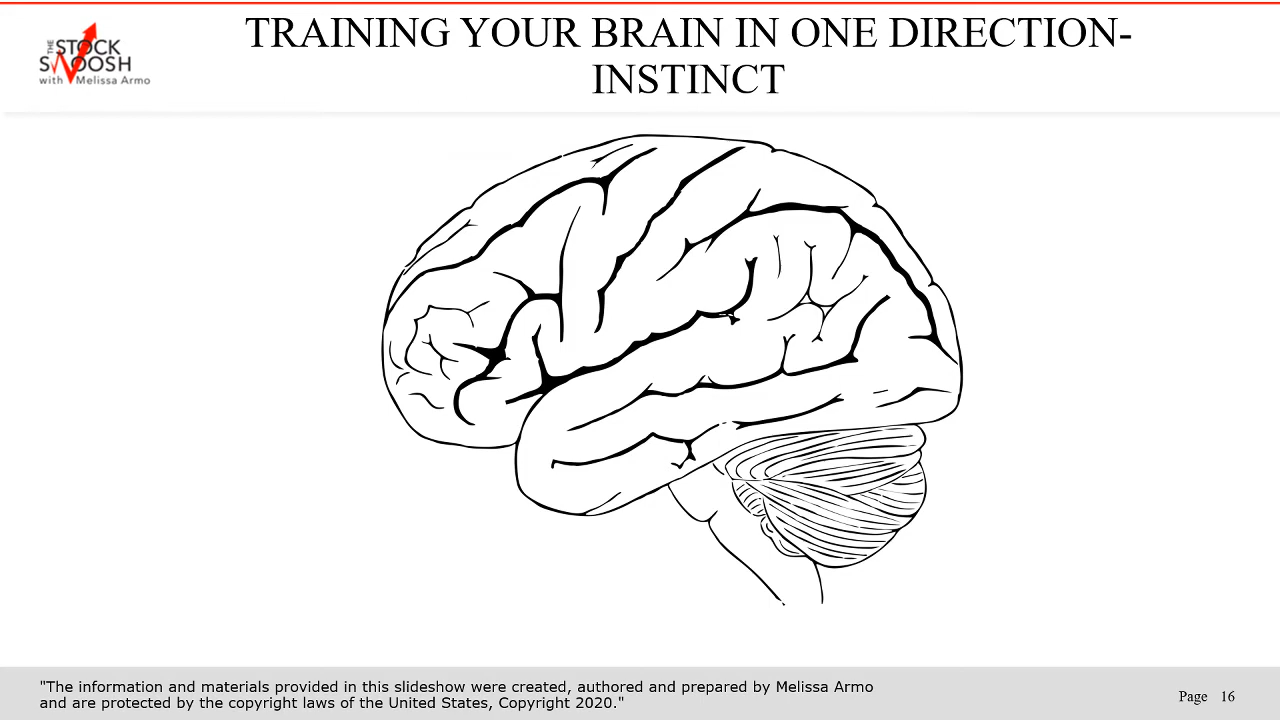 TRAINING YOUR BRAIN IN ONE DIRECTION-
INSTINCT
THE
STOCK
SWOOSH
with Melissa Armo
"The information and materials provided in this slideshow were created, authored and prepared by Melissa Armo
and are protected by the copyright laws of the United States, Copyright 2020."
Page 16